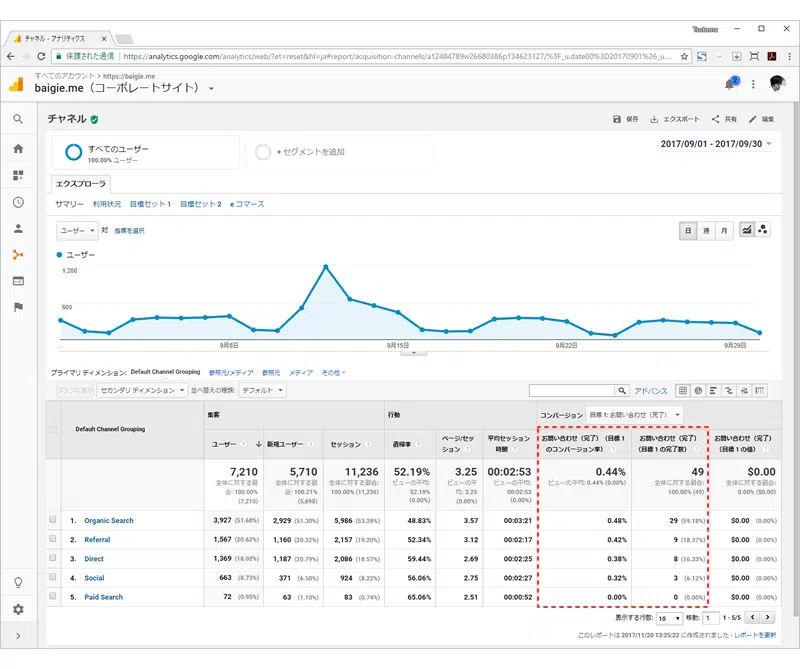 チャネル - アナリティクス
Tsutomu
保護された通信
https://analytics.google.com/analytics/web/?et=reset&hl=ja#report/acquisition-channels/a12484789w26680386p134623127/%3F_u.date00%3D20170901%26_u....
すべてのアカウント > https://baigie.me
baigie.me（コーポレートサイト）
2
チャネル
保存 エクスポート 共有 編集
すべてのユーザー
100.00% ユーザー
+ セグメントを追加
2017/09/01 - 2017/09/30
エクスプローラ
サマリー 利用状況 目標セット 1 目標セット 2 e コマース
ユーザー 対 指標を選択 日 週 月
ユーザー
1,200
600
... 9月8日 9月15日 9月22日 9月29日
プライマリ ディメンション: Default Channel Grouping 参照元/メディア 参照元 メディア その他
グラフに表示 セカンダリ ディメンション 並べ替えの種類: デフォルト アドバンス
Default Channel Grouping 集客 行動 コンバージョン 目標 1: お問い合わせ（完了）
ユーザー 新規ユーザー セッション 直帰率 ページ/セッション 平均セッション時間 お問い合わせ（完了）（目標 1 のコンバージョン率） お問い合わせ（完了）（目標 1 の完了数） お問い合わせ（完了）（目標 1 の値）
7,210 5,710 11,236 52.19% 3.25 00:02:53 0.44% 49 $0.00
全体に対する割合: 100.00% (7,210) 全体に対する割合: 100.21% (5,698) 全体に対する割合: 100.00% (11,236) ビューの平均: 52.19% (0.00%) ビューの平均: 3.25 (0.00%) ビューの平均: 00:02:53 (0.00%) ビューの平均: 0.44% (0.00%) 全体に対する割合: 100.00% (49) 全体に対する割合: 0.00% ($0.00)
1. Organic Search 3,927 (51.68%) 2,929 (51.30%) 5,986 (53.28%) 48.83% 3.57 00:03:21 0.48% 29 (59.18%) $0.00 (0.00%)
2. Referral 1,567 (20.62%) 1,160 (20.32%) 2,157 (19.20%) 52.34% 3.12 00:02:17 0.42% 9 (18.37%) $0.00 (0.00%)
3. Direct 1,369 (18.02%) 1,187 (20.79%) 2,086 (18.57%) 59.44% 2.69 00:02:25 0.38% 8 (16.33%) $0.00 (0.00%)
4. Social 663 (8.73%) 371 (6.50%) 924 (8.22%) 56.06% 2.75 00:02:27 0.32% 3 (6.12%) $0.00 (0.00%)
5. Paid Search 72 (0.95%) 63 (1.10%) 83 (0.74%) 65.06% 2.51 00:00:52 0.00% 0 (0.00%) $0.00 (0.00%)
表示する行数: 10 移動: 1 1 - 5/5
このレポートは 2017/11/20 13:25:22 に作成されました - レポートを更新